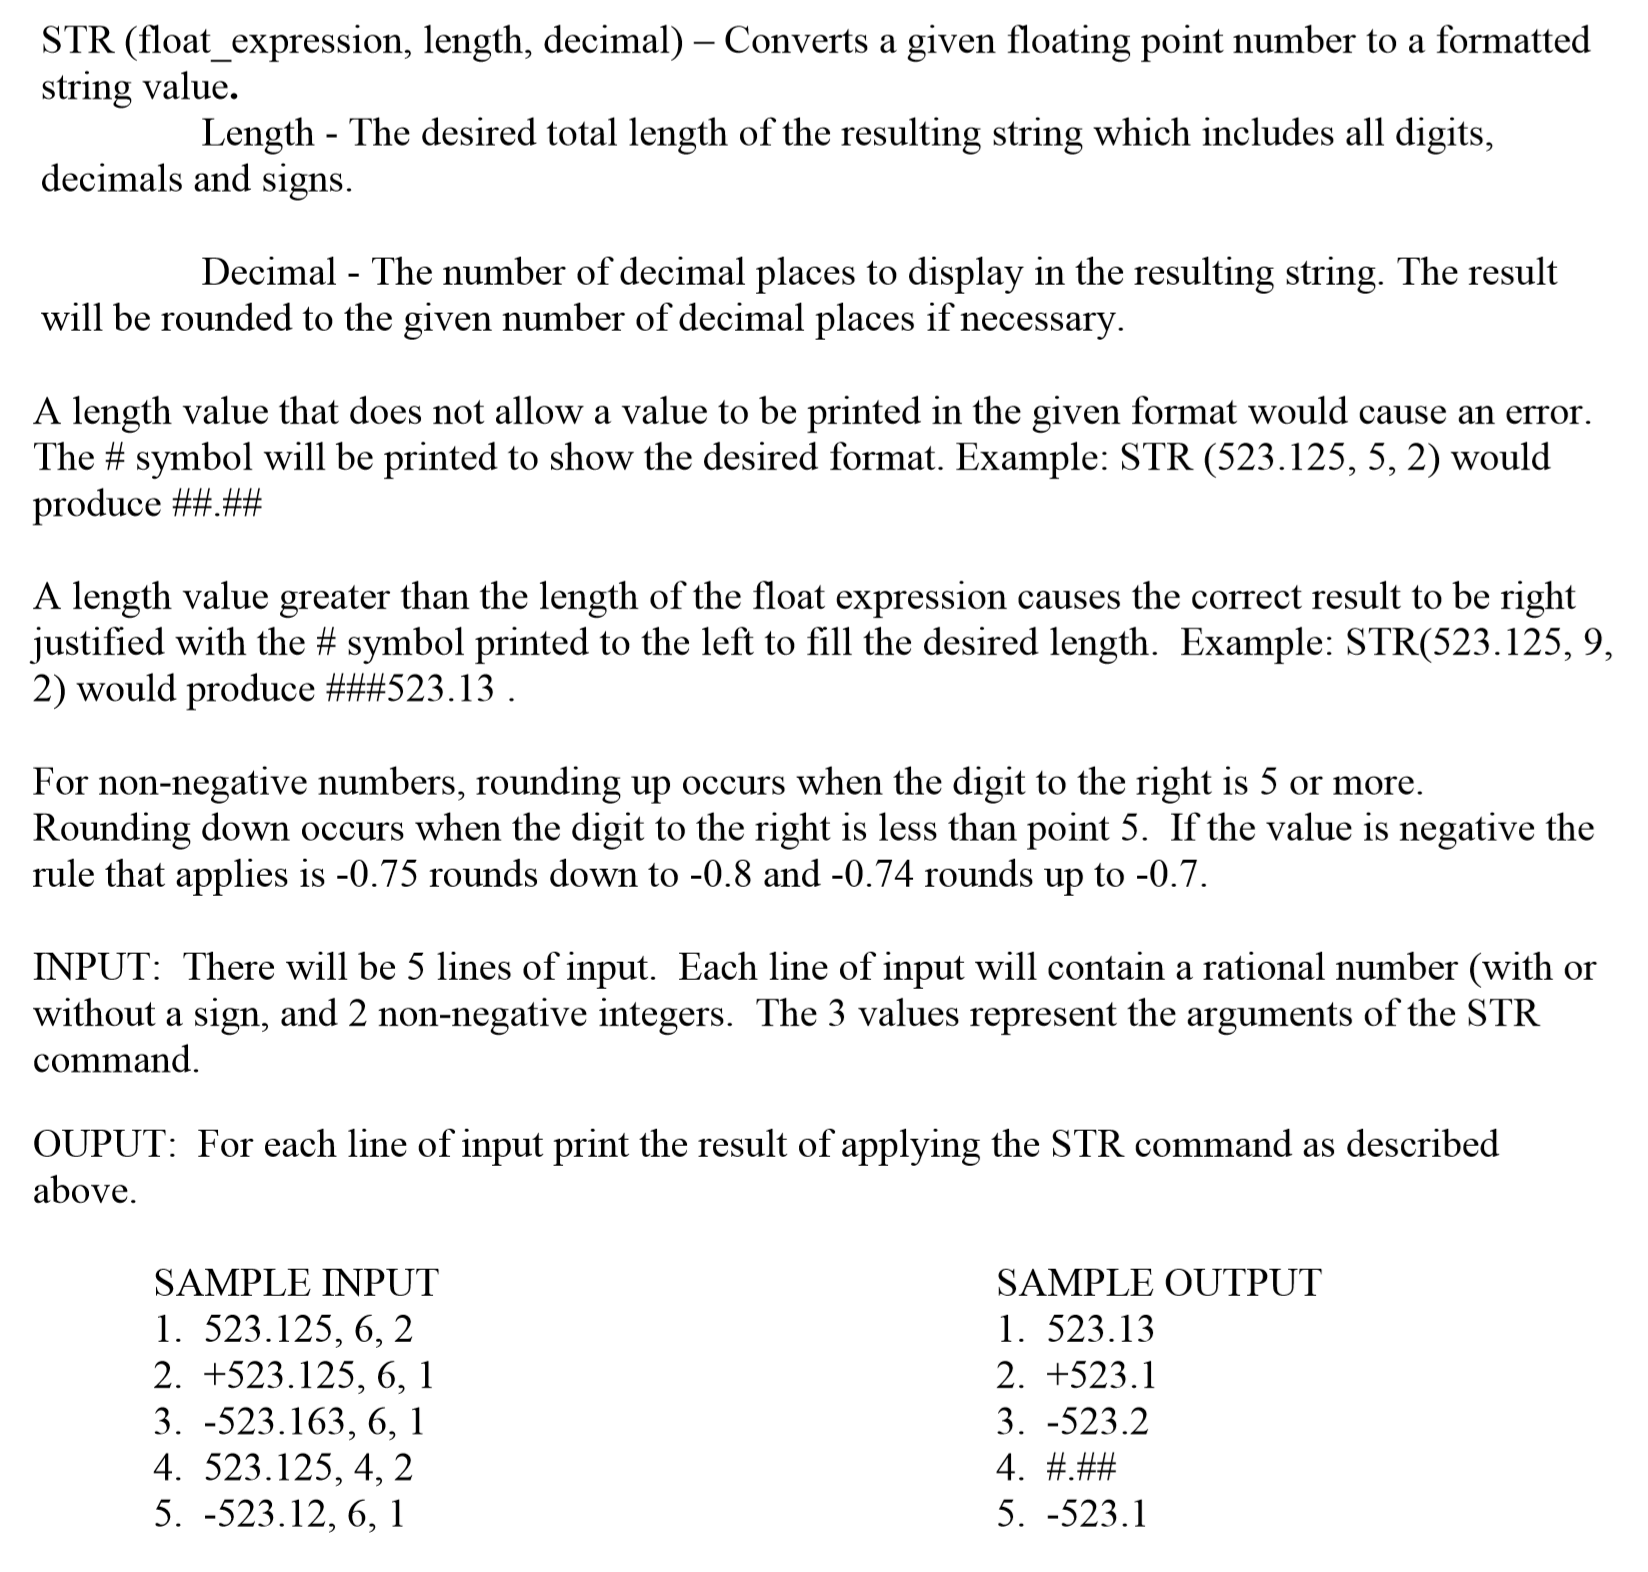 STR (float_expression, length, decimal) – Converts a given floating point number to a formatted
string value.
Length - The desired total length of the resulting string which includes all digits,
decimals and signs.
Decimal - The number of decimal places to display in the resulting string. The result
will be rounded to the given number of decimal places if necessary.
A length value that does not allow a value to be printed in the given format would cause an error.
The # symbol will be printed to show the desired format. Example: STR (523.125, 5, 2) would
produce ##.##
A length value greater than the length of the float expression causes the correct result to be right
justified with the # symbol printed to the left to fill the desired length.  Example: STR(523.125, 9,
2) would produce ###523.13 .
For non-negative numbers, rounding up occurs when the digit to the right is 5 or more.
Rounding down occurs when the digit to the right is less than point 5.  If the value is negative the
rule that applies is -0.75 rounds down to -0.8 and -0.74 rounds up to -0.7.
INPUT:  There will be 5 lines of input.  Each line of input will contain a rational number (with or
without a sign, and 2 non-negative integers.  The 3 values represent the arguments of the STR
command.
OUPUT:  For each line of input print the result of applying the STR command as described
above.
SAMPLE INPUT
1.  523.125, 6, 2
2.  +523.125, 6, 1
3.  -523.163, 6, 1
4.  523.125, 4, 2
5.  -523.12, 6, 1
SAMPLE OUTPUT
1.  523.13
2.  +523.1
3.  -523.2
4.  #.##
5.  -523.1